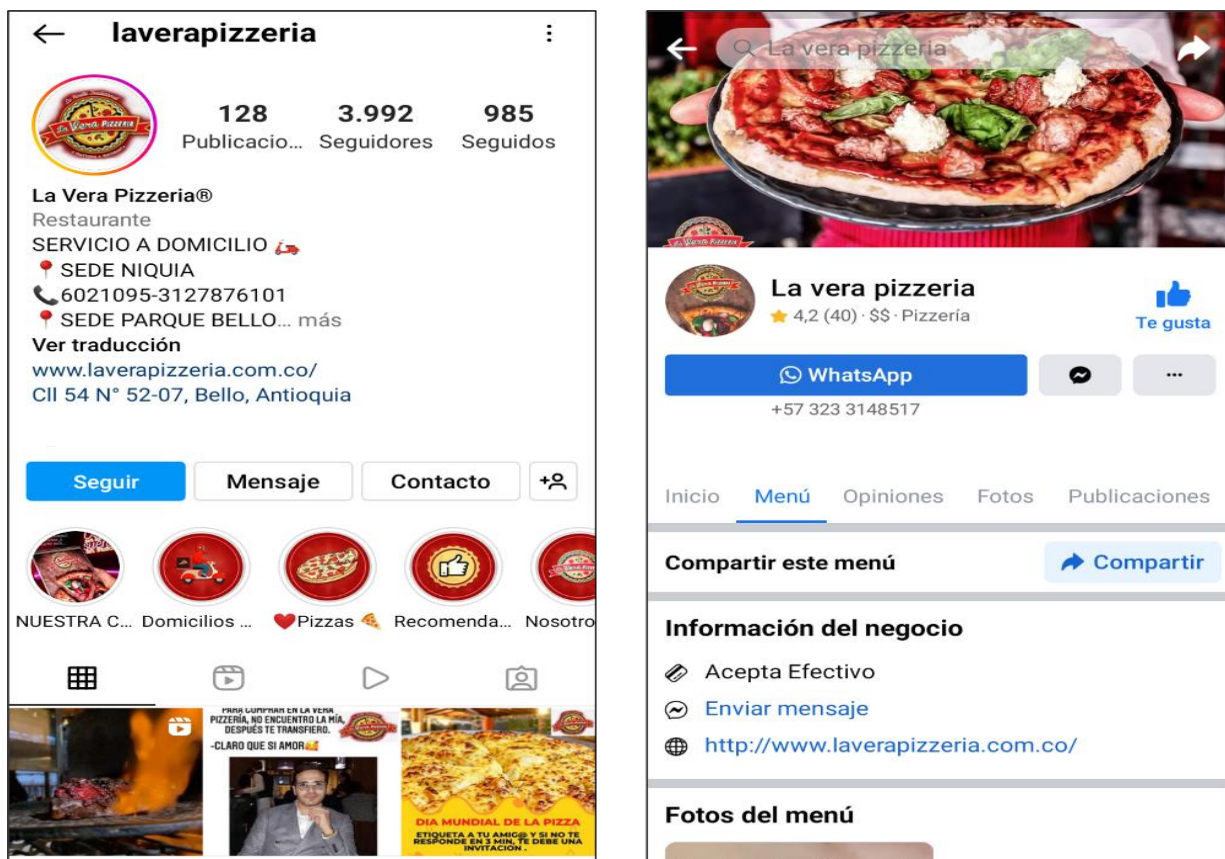 laverapizzeria
128 3.992 985
Publicacio... Seguidores Seguidos
La Vera Pizzeria®
Restaurante
SERVICIO A DOMICILIO 🛵
📍 SEDE NIQUIA
📞6021095-3127876101
📍 SEDE PARQUE BELLO... más
Ver traducción
www.laverapizzeria.com.co/
Cll 54 N° 52-07, Bello, Antioquia
Seguir Mensaje Contacto
NUESTRA C... Domicilios ... ❤️Pizzas 🍕 Recomenda... Nosotro
PARA COMPRAR EN LA VERA
PIZZERÍA, NO ENCUENTRO LA MÍA,
DESPUÉS TE TRANSFIERO.
-CLARO QUE SI AMOR🥰
DIA MUNDIAL DE LA PIZZA
ETIQUETA A TU AMIG@ Y SI NO TE
RESPONDE EN 3 MIN, TE DEBE UNA
INVITACIÓN .
La vera pizzeria
La Vera Pizzeria
La vera pizzeria
⭐ 4,2 (40) · $$ · Pizzería
Te gusta
WhatsApp
+57 323 3148517
Inicio Menú Opiniones Fotos Publicaciones
Compartir este menú Compartir
Información del negocio
Acepta Efectivo
Enviar mensaje
http://www.laverapizzeria.com.co/
Fotos del menú